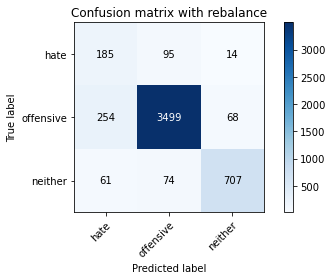 Confusion matrix with rebalance
True label
hate
185 95 14
offensive
254 3499 68
neither
61 74 707
hate
offensive
neither
Predicted label
3000
2500
2000
1500
1000
500